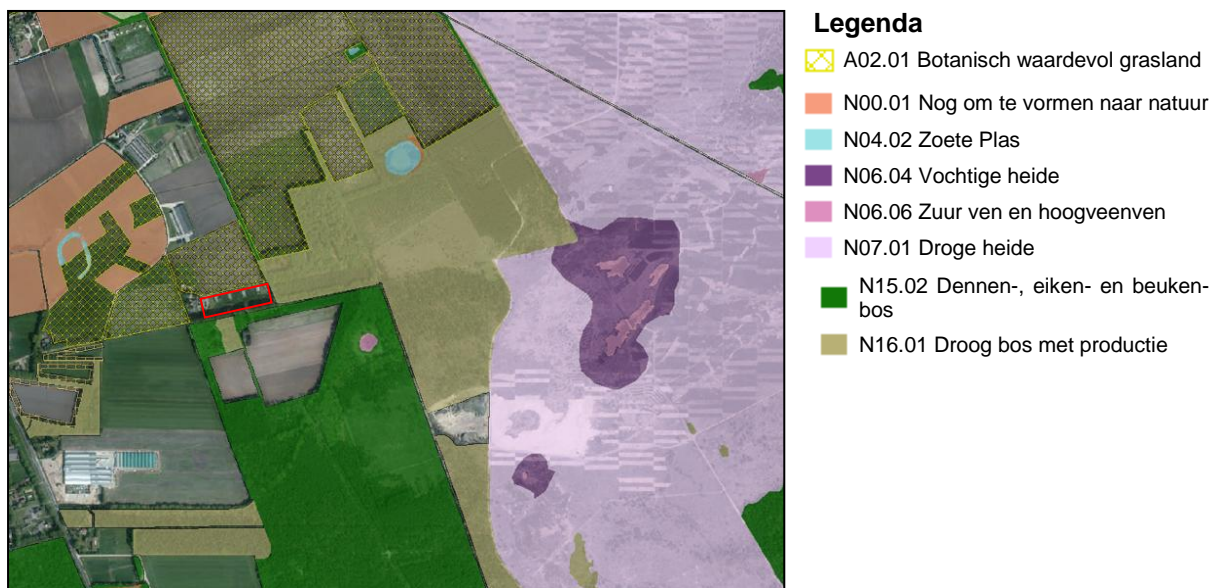 Legenda
A02.01 Botanisch waardevol grasland
N00.01 Nog om te vormen naar natuur
N04.02 Zoete Plas
N06.04 Vochtige heide
N06.06 Zuur ven en hoogveenven
N07.01 Droge heide
N15.02 Dennen-, eiken- en beuken-
bos
N16.01 Droog bos met productie